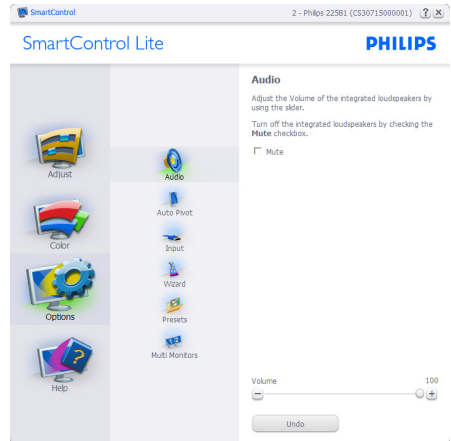 SmartControl
2 - Philips 225B1 (CS30715000001)
?
SmartControl Lite
PHILIPS
Adjust
Color
Options
Help
Audio
Auto Pivot
Input
Wizard
Presets
Multi Monitors
Audio
Adjust the Volume of the integrated loudspeakers by
using the slider.
Turn off the integrated loudspeakers by checking the
Mute checkbox.
Mute
Volume
100
Undo